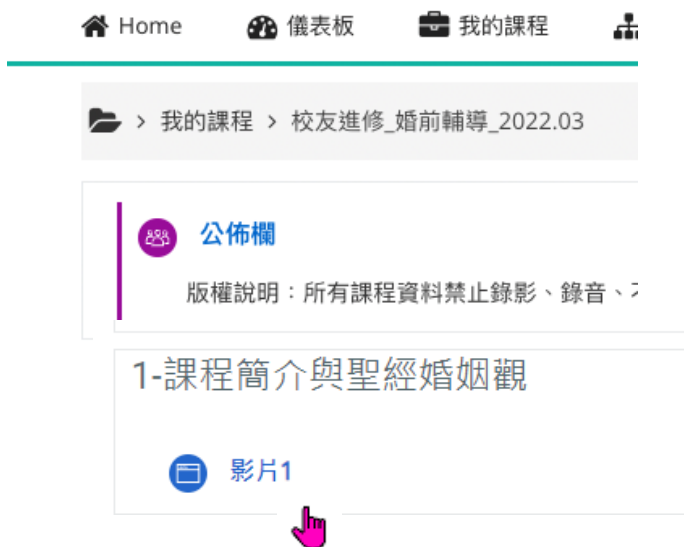 Home 儀表板 我的課程
> 我的課程 > 校友進修_婚前輔導_2022.03
公佈欄
版權說明：所有課程資料禁止錄影、錄音、
1-課程簡介與聖經婚姻觀
影片1